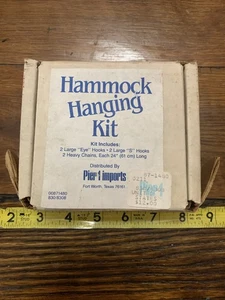 Hammock
Hanging
Kit
Kit Includes:
2 Large "Eye" Hooks • 2 Large "S" Hooks
2 Heavy Chains, Each 24" (61 cm) Long
Distributed By
Pier 1 imports
Fort Worth, Texas 76101
2 3 4 5 6 7 8 9